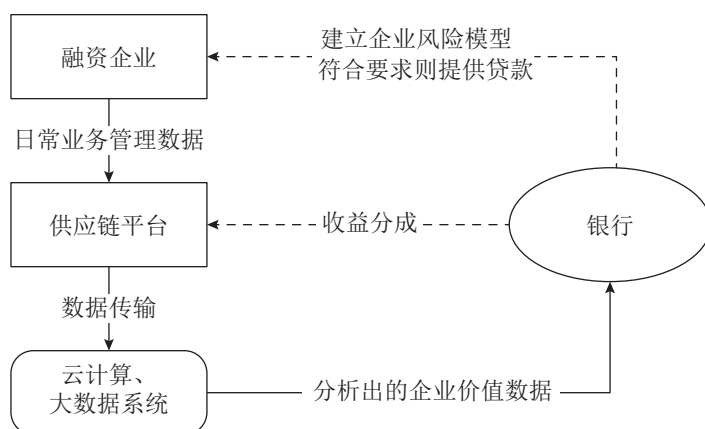 融资企业
建立企业风险模型
符合要求则提供贷款
日常业务管理数据
供应链平台
收益分成
银行
数据传输
云计算、
大数据系统
分析出的企业价值数据